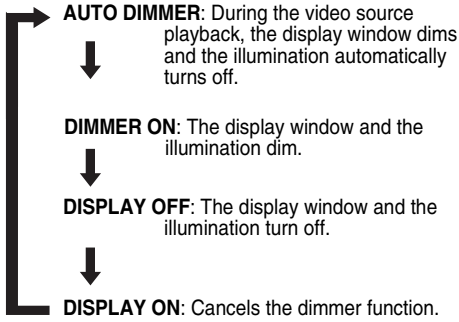 AUTO DIMMER: During the video source
playback, the display window dims
and the illumination automatically
turns off.
DIMMER ON: The display window and the
illumination dim.
DISPLAY OFF: The display window and the
illumination turn off.
DISPLAY ON: Cancels the dimmer function.